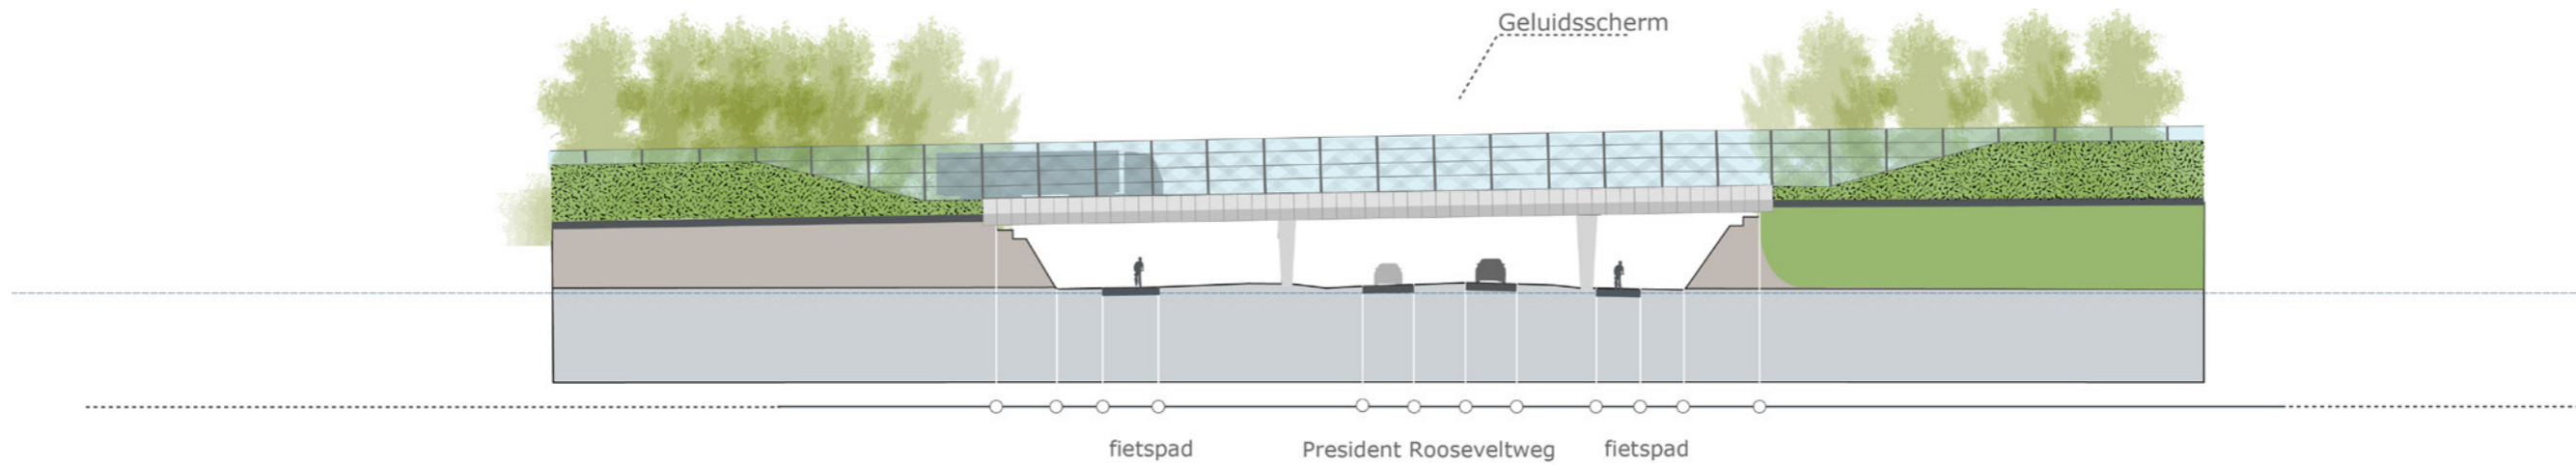 Geluidsscherm
fietspad
President Rooseveltweg
fietspad